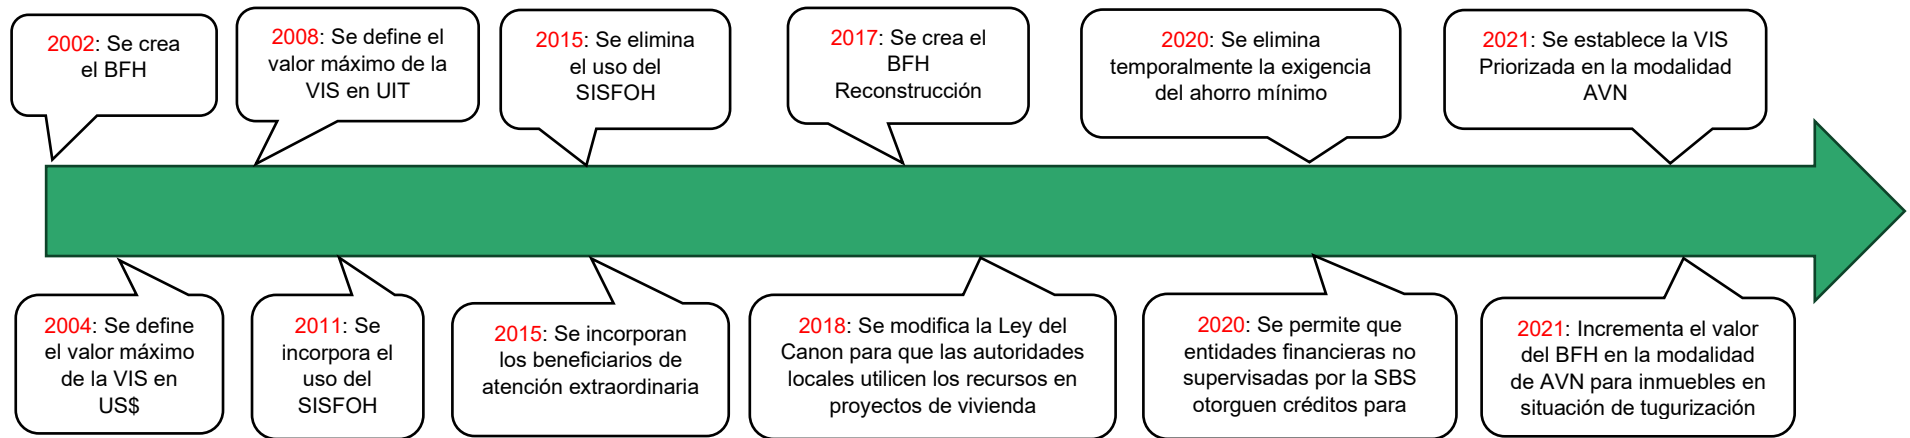 2002: Se crea
el BFH
2008: Se define el
valor máximo de la
VIS en UIT
2015: Se elimina
el uso del
SISFOH
2017: Se crea el
BFH
Reconstrucción
2020: Se elimina
temporalmente la exigencia
del ahorro mínimo
2021: Se establece la VIS
Priorizada en la modalidad
AVN
2004: Se define
el valor máximo
de la VIS en
US$
2011: Se
incorpora el
uso del
SISFOH
2015: Se incorporan
los beneficiarios de
atención extraordinaria
2018: Se modifica la Ley del
Canon para que las autoridades
locales utilicen los recursos en
proyectos de vivienda
2020: Se permite que
entidades financieras no
supervisadas por la SBS
otorguen créditos para
2021: Incrementa el valor
del BFH en la modalidad
de AVN para inmuebles en
situación de tugurización